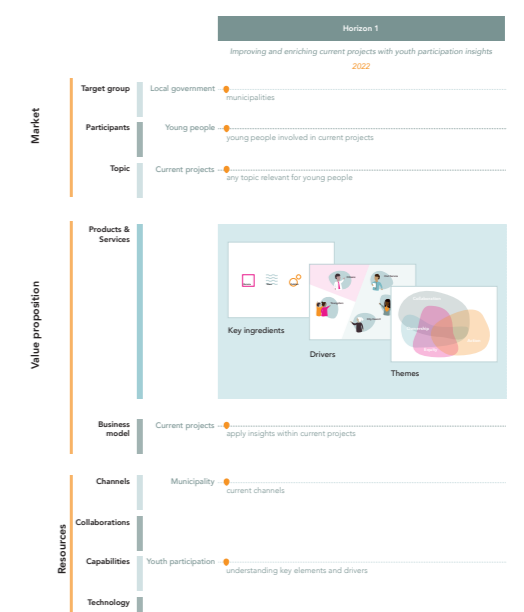 Horizon 1
Improving and enriching current projects with youth participation insights
2022
Market
Target group
Local government
municipalities
Participants
Young people
young people involved in current projects
Topic
Current projects
any topic relevant for young people
Value proposition
Products &
Services
Key ingredients
Drivers
Themes
Business
model
Current projects
apply insights within current projects
Resources
Channels
Municipality
current channels
Collaborations
Capabilities
Youth participation
understanding key elements and drivers
Technology